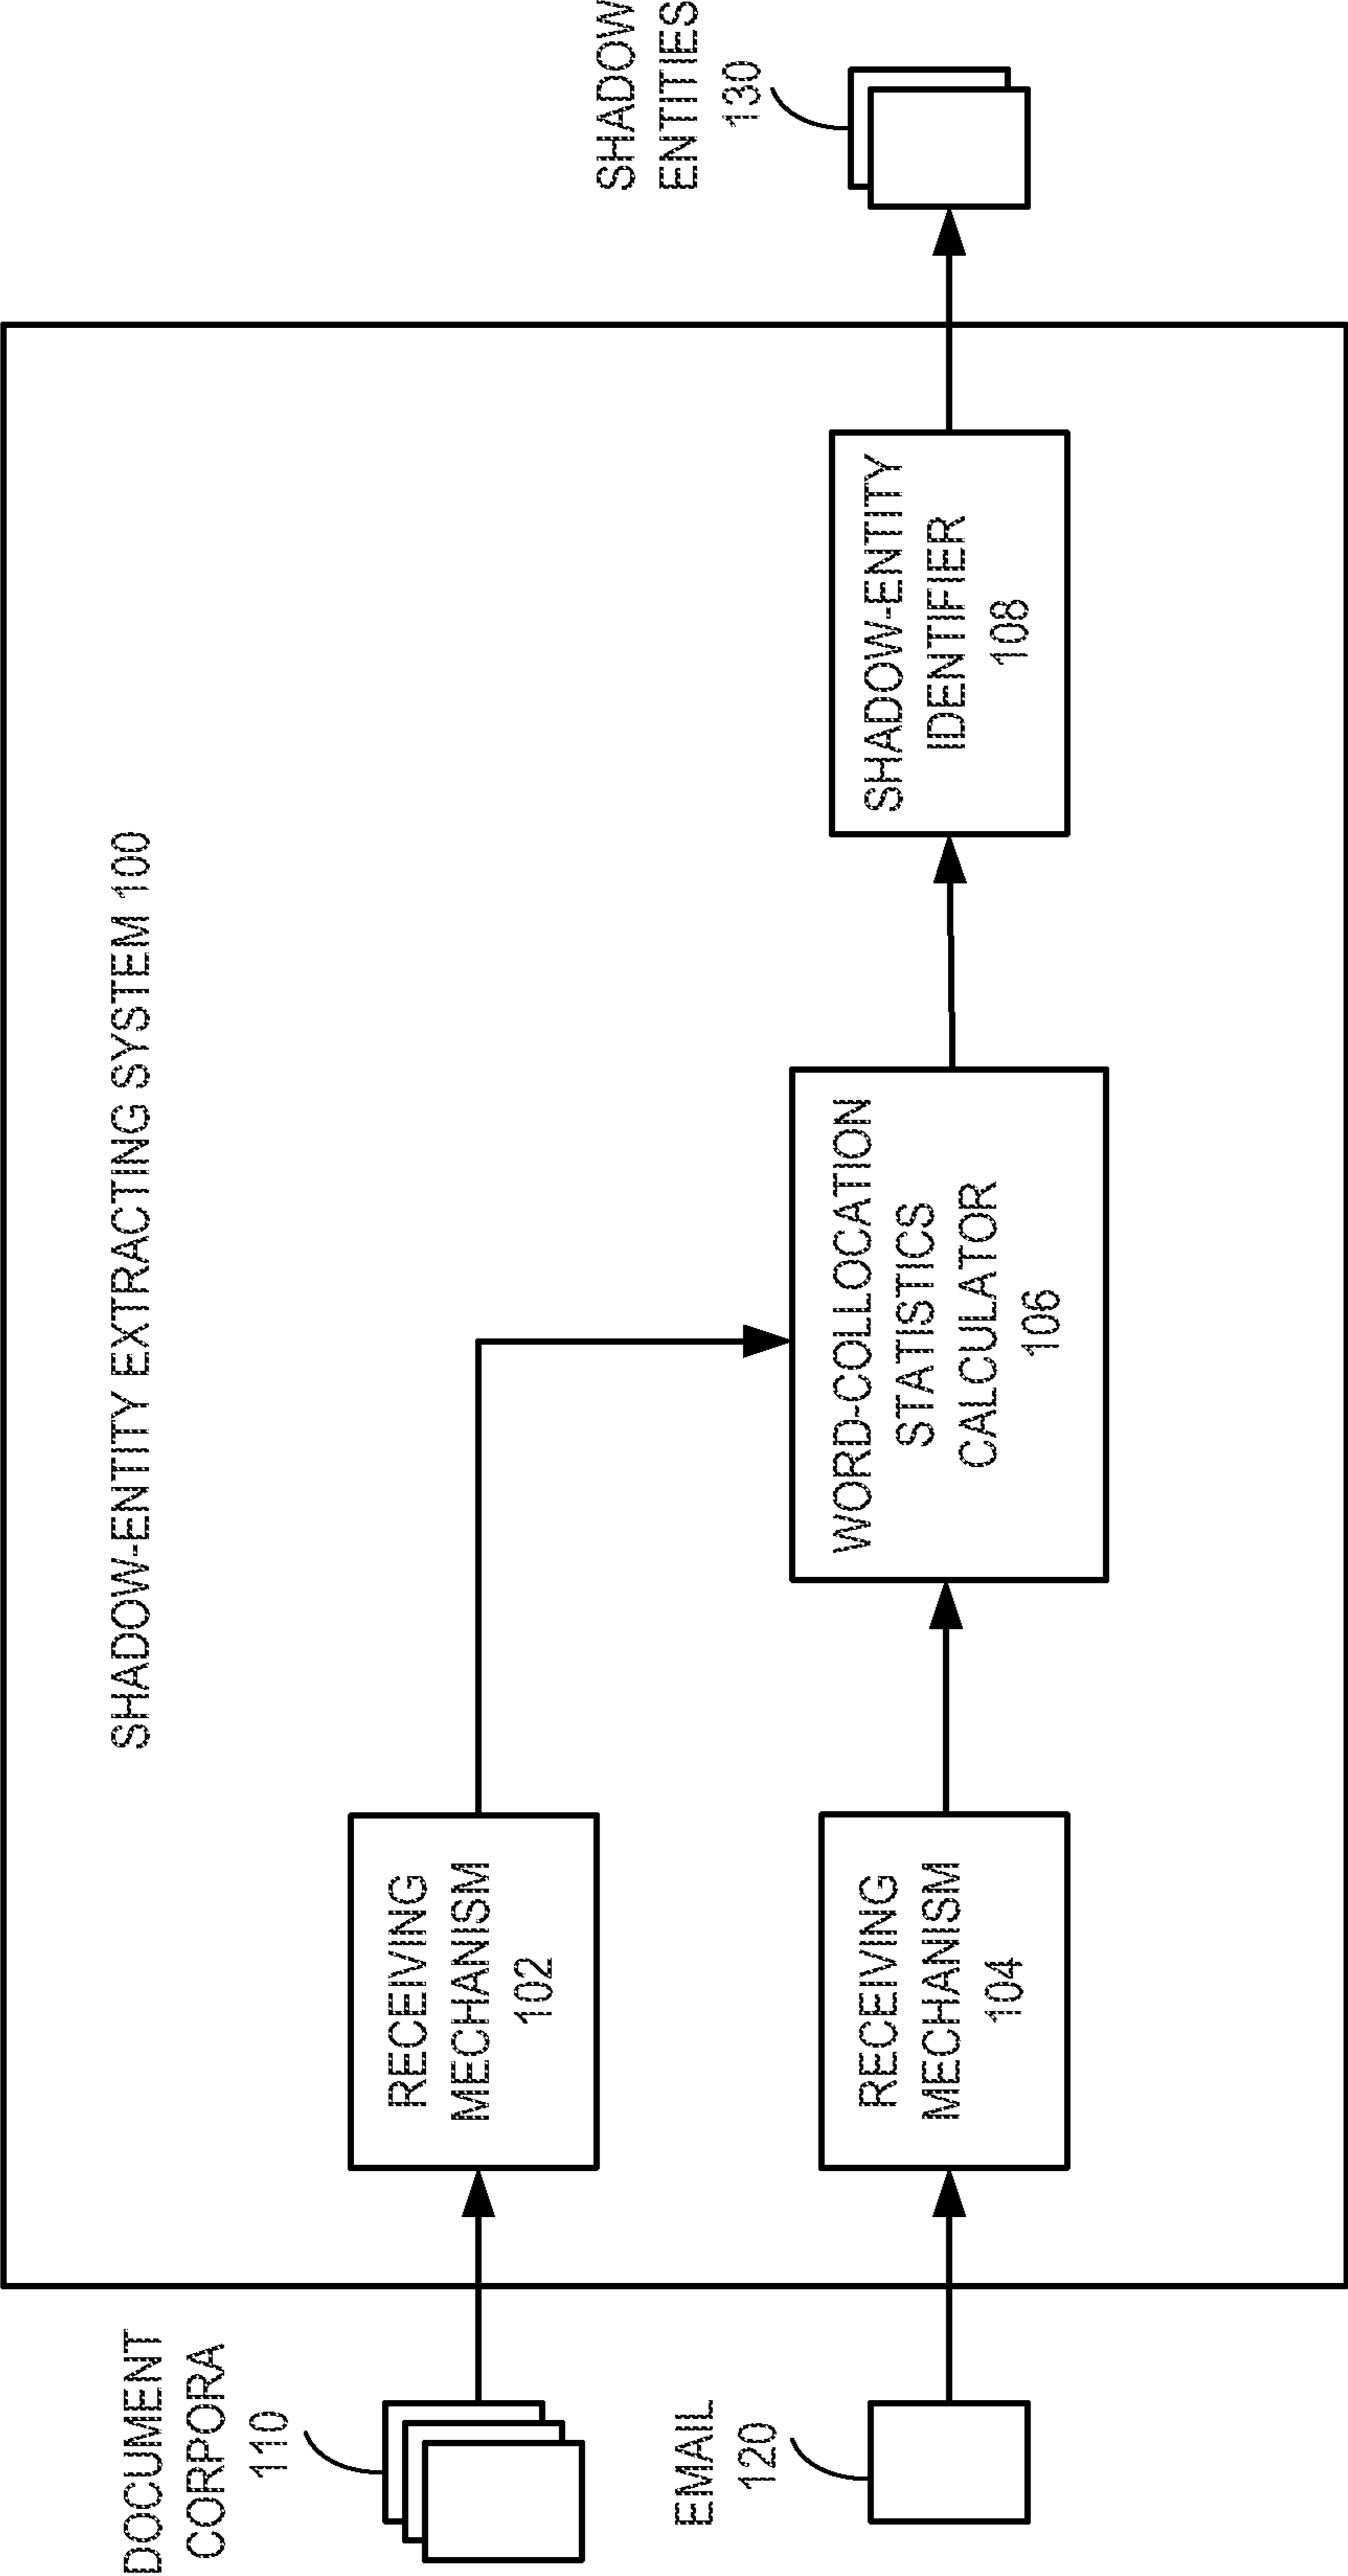 SHADOW-ENTITY EXTRACTING SYSTEM 100
DOCUMENT
CORPORA
110
RECEIVING
MECHANISM
102
EMAIL
120
RECEIVING
MECHANISM
104
WORD-COLLOCATION
STATISTICS
CALCULATOR
106
SHADOW-ENTITY
IDENTIFIER
108
SHADOW
ENTITIES
130